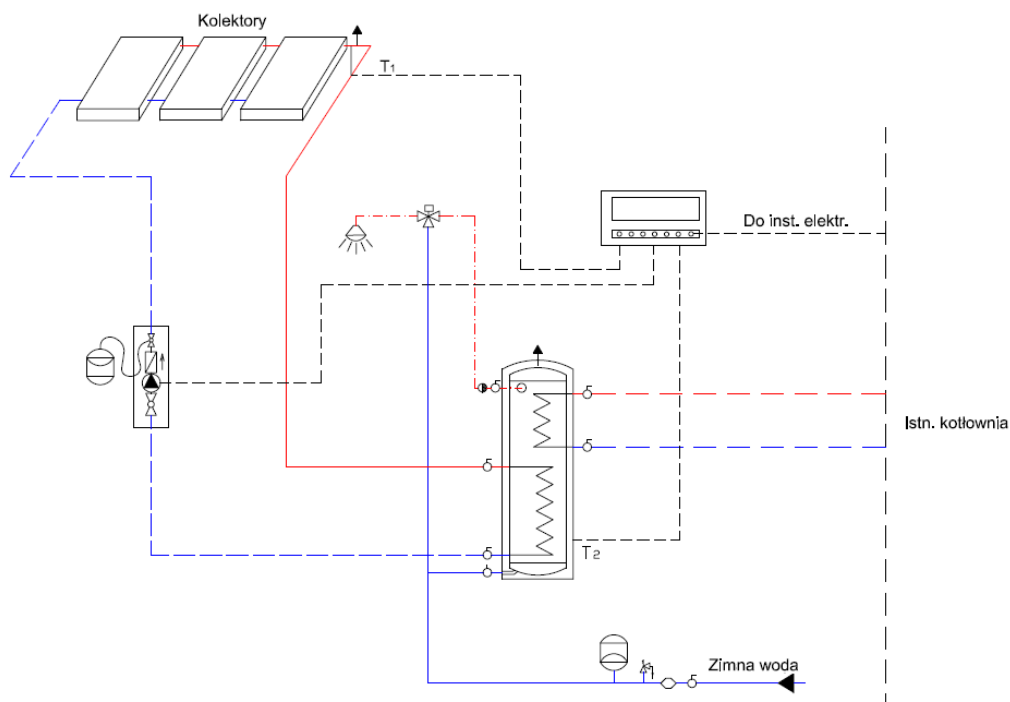 Kolektory
T1
Do inst. elektr.
Istn. kotłownia
T2
Zimna woda